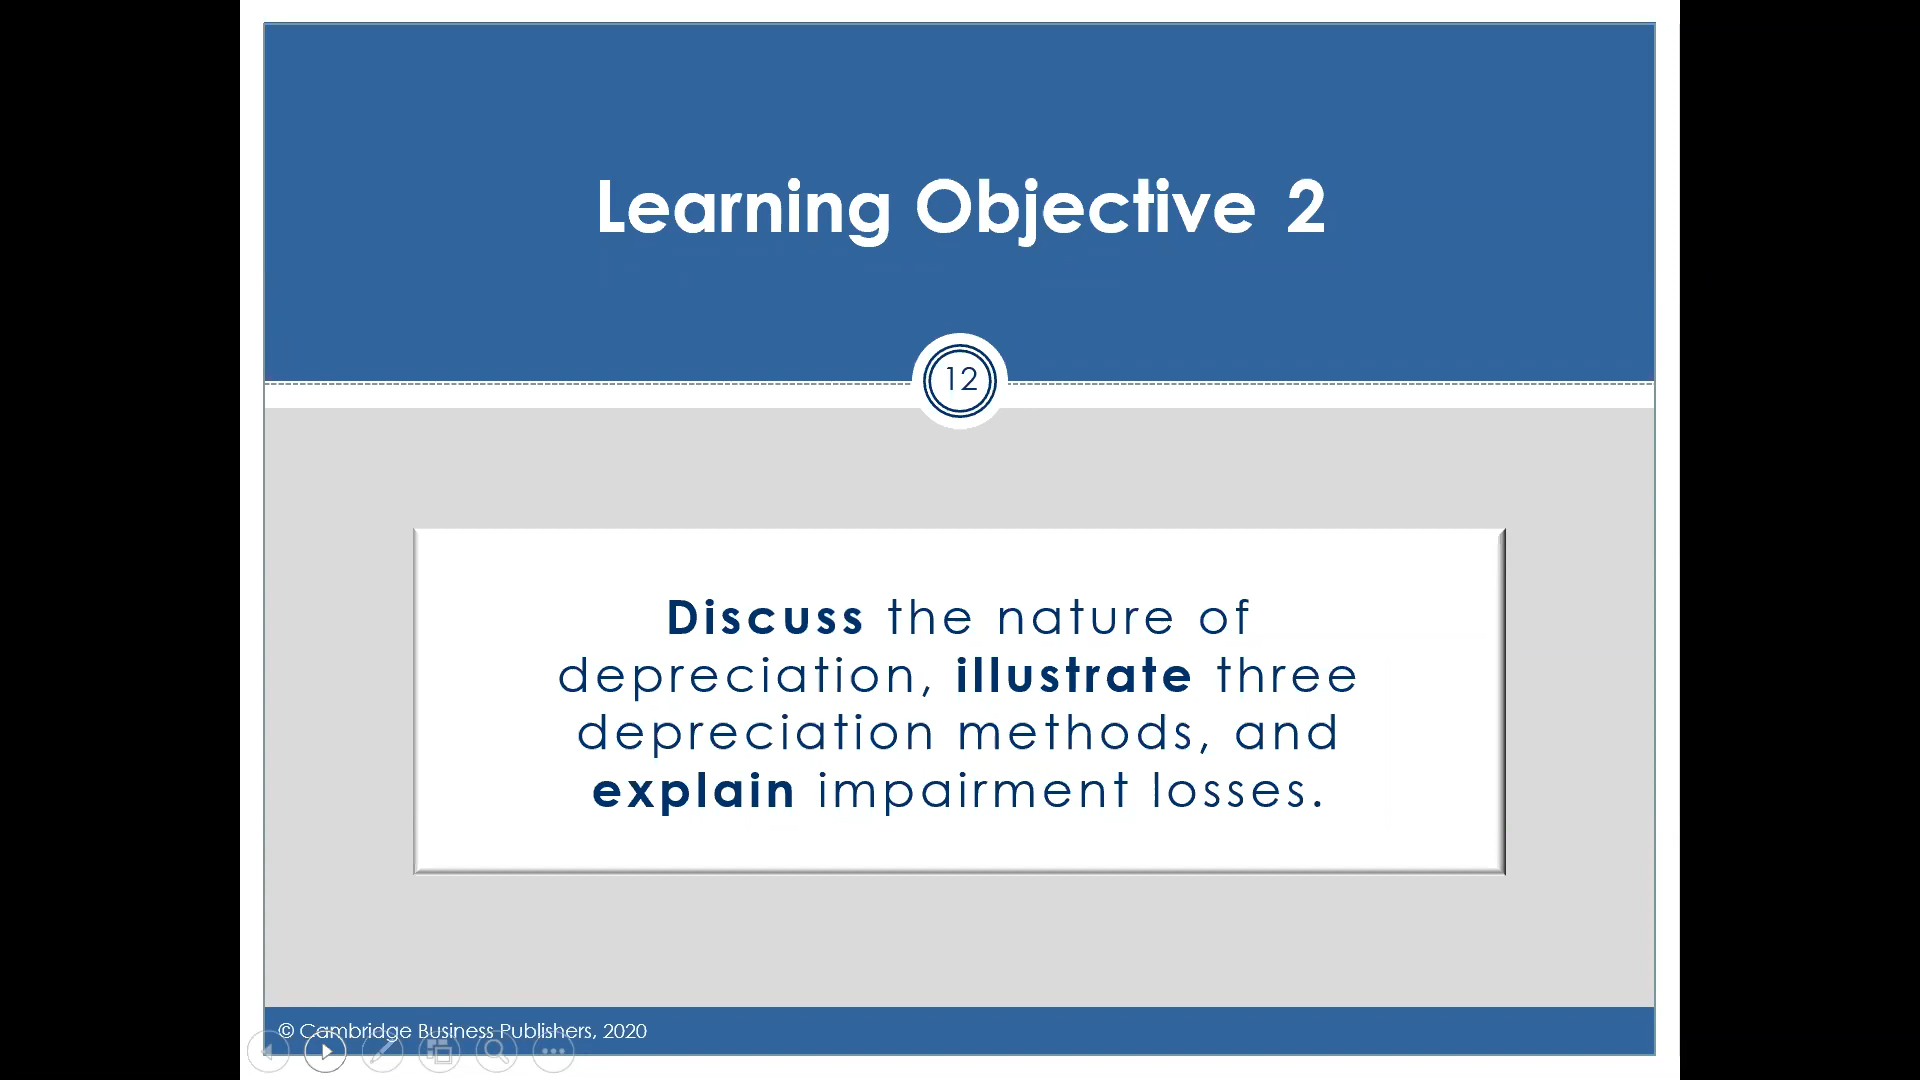 Learning Objective 2
12
Discuss the nature of
depreciation, illustrate three
depreciation methods, and
explain impairment losses.
© Cambridge Business Publishers, 2020